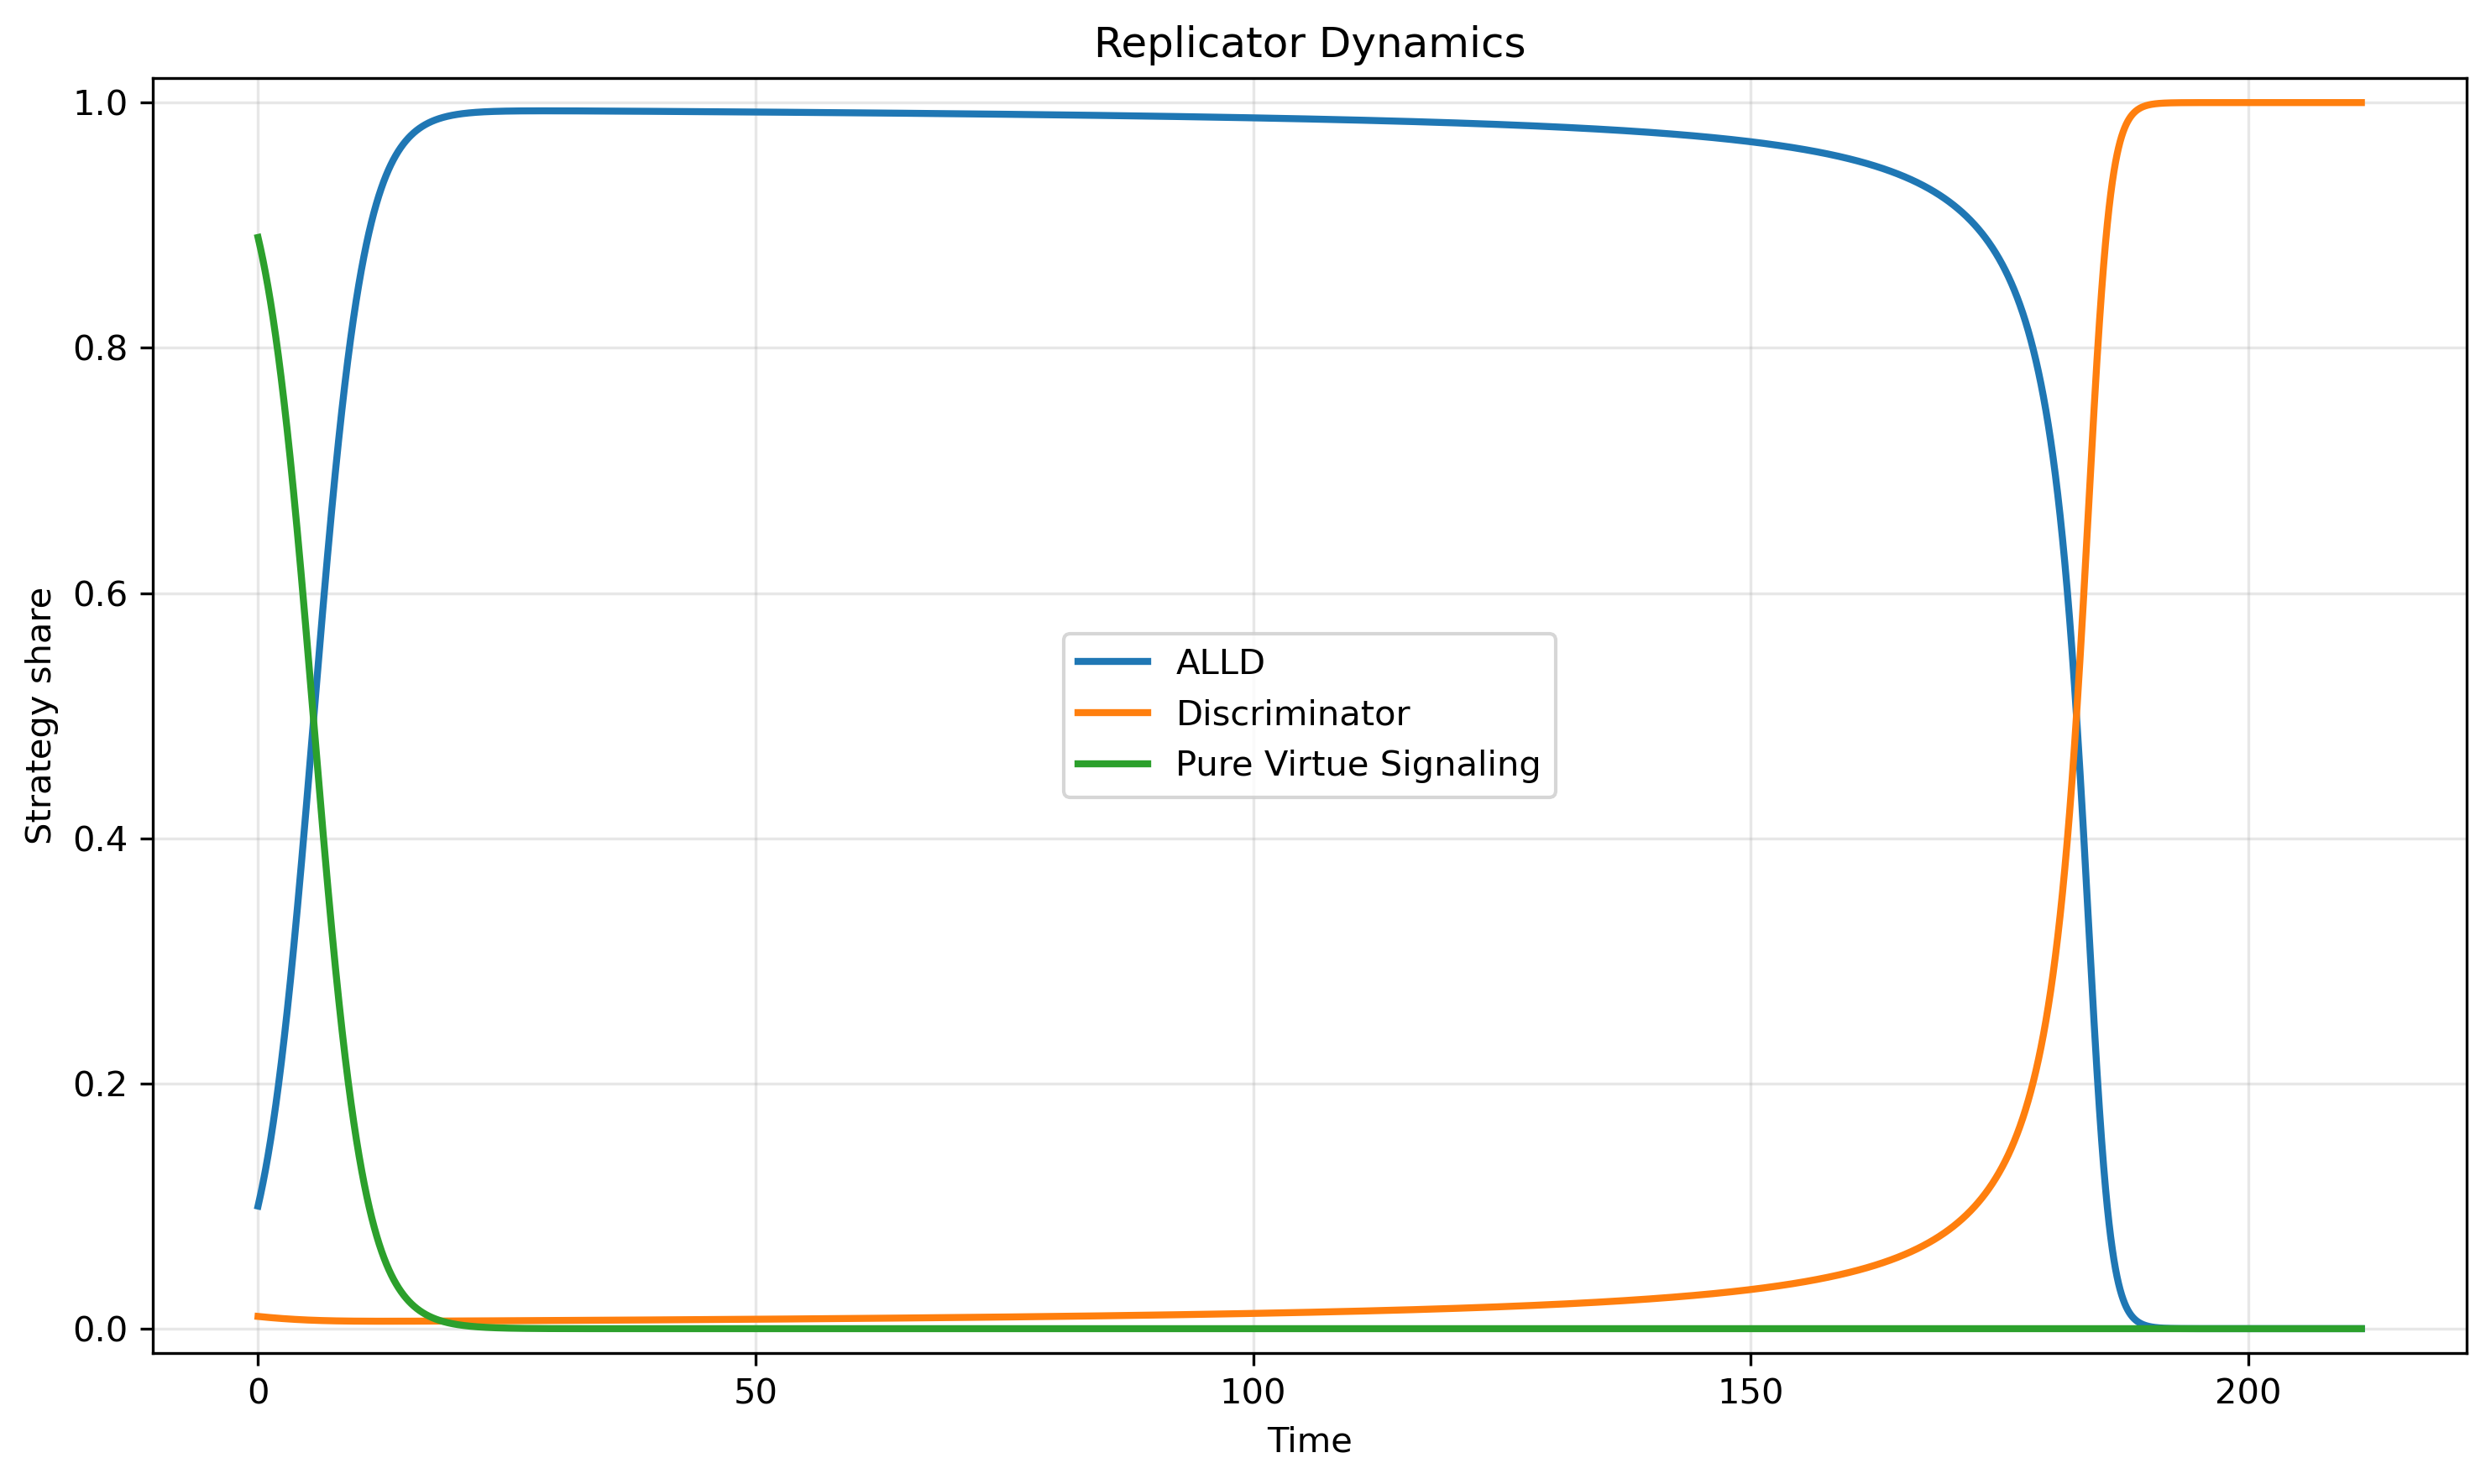 Replicator Dynamics
Strategy share
1.0
0.8
0.6
0.4
0.2
0.0
ALLD
Discriminator
Pure Virtue Signaling
0
50
100
150
200
Time